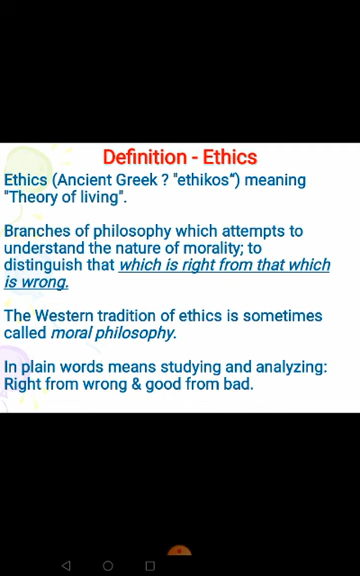 Definition - Ethics
Ethics (Ancient Greek ? "ethikos“) meaning
"Theory of living".
Branches of philosophy which attempts to
understand the nature of morality; to
distinguish that which is right from that which
is wrong.
The Western tradition of ethics is sometimes
called moral philosophy.
In plain words means studying and analyzing:
Right from wrong & good from bad.